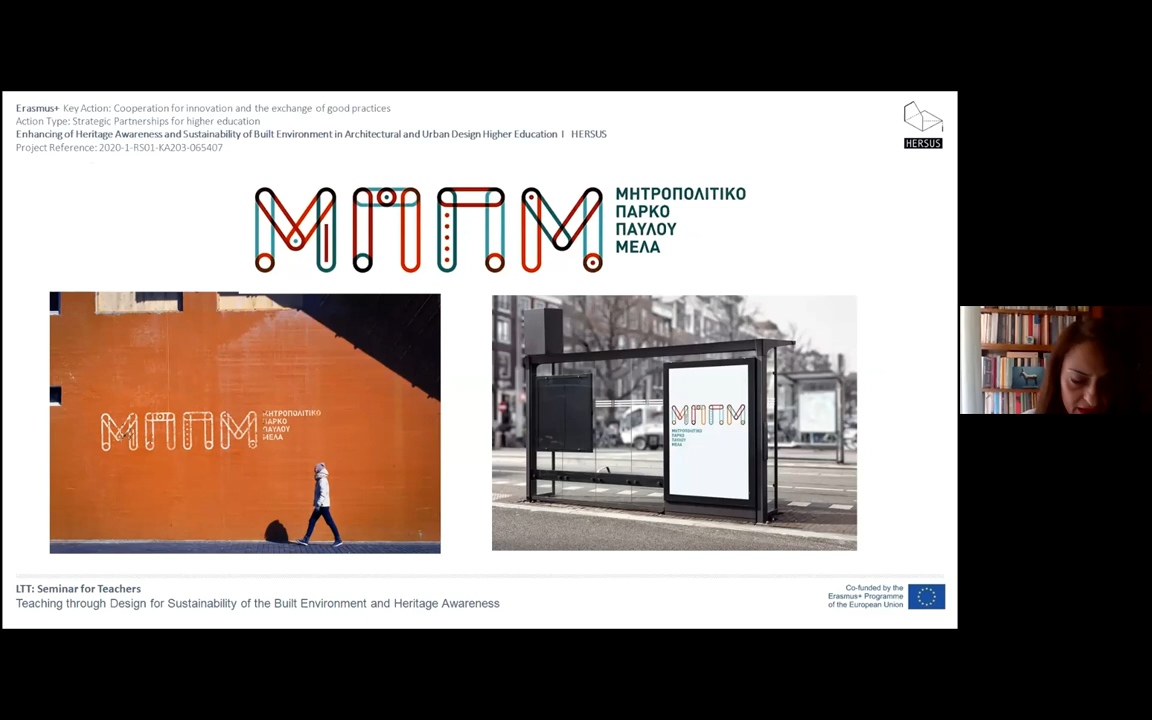 Erasmus+ Key Action: Cooperation for innovation and the exchange of good practices
Action Type: Strategic Partnerships for higher education
Enhancing of Heritage Awareness and Sustainability of Built Environment in Architectural and Urban Design Higher Education I HERSUS
Project Reference: 2020-1-RS01-KA203-065407
HERSUS
ΜΠΠΜ
ΜΗΤΡΟΠΟΛΙΤΙΚΟ
ΠΑΡΚΟ
ΠΑΥΛΟΥ
ΜΕΛΑ
ΜΠΠΜ
ΜΗΤΡΟΠΟΛΙΤΙΚΟ
ΠΑΡΚΟ
ΠΑΥΛΟΥ
ΜΕΛΑ
ΜΠΠΜ
ΜΗΤΡΟΠΟΛΙΤΙΚΟ
ΠΑΡΚΟ
ΠΑΥΛΟΥ
ΜΕΛΑ
LTT: Seminar for Teachers
Teaching through Design for Sustainability of the Built Environment and Heritage Awareness
Co-funded by the
Erasmus+ Programme
of the European Union